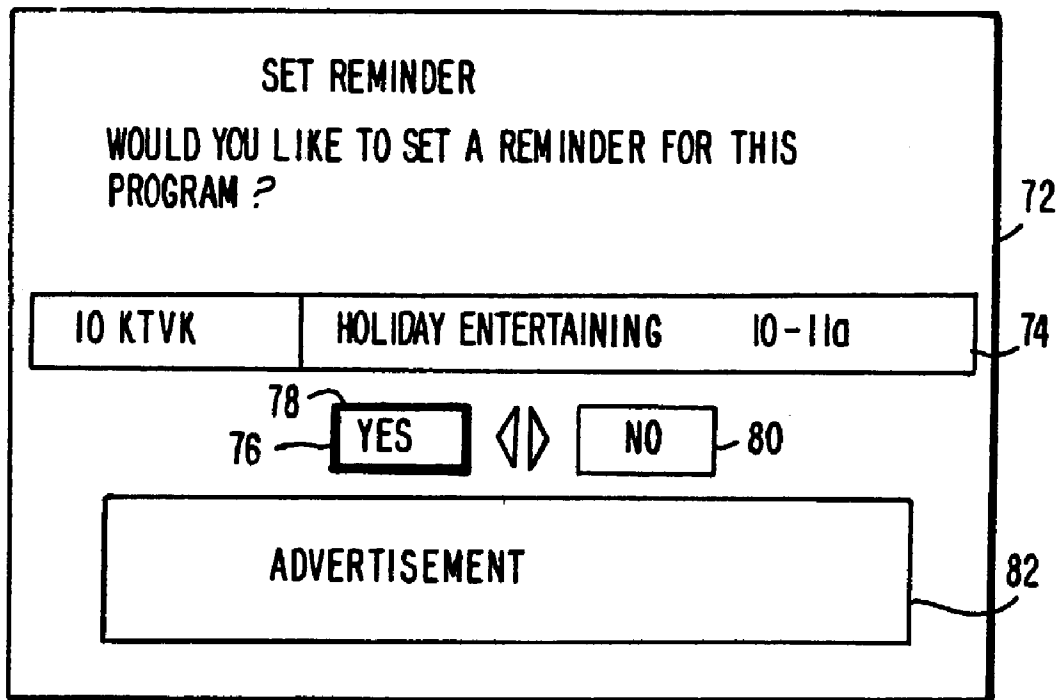 SET REMINDER
WOULD YOU LIKE TO SET A REMINDER FOR THIS
PROGRAM ?
72
10 KTVK HOLIDAY ENTERTAINING 10-11a
74
78
76 YES NO 80
ADVERTISEMENT
82